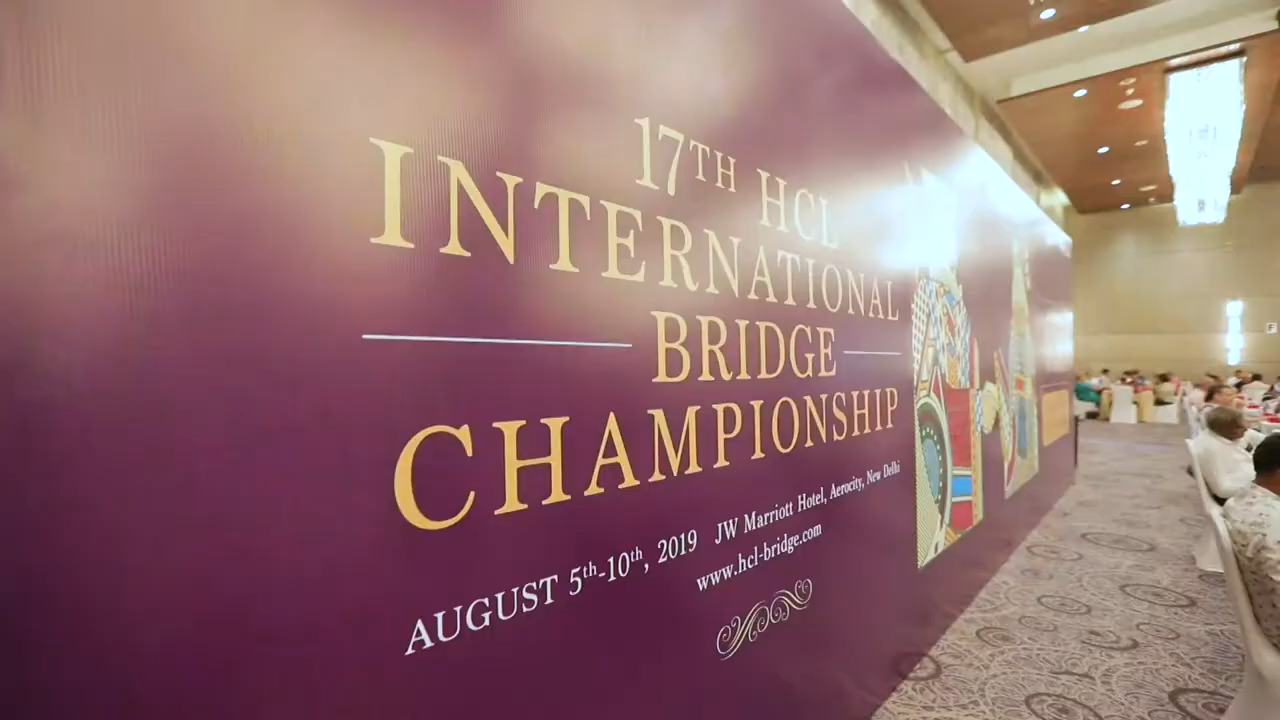 17TH HCL
INTERNATIONAL
BRIDGE
CHAMPIONSHIP
AUGUST 5th-10th, 2019 JW Marriott Hotel, Aerocity, New Delhi
www.hcl-bridge.com